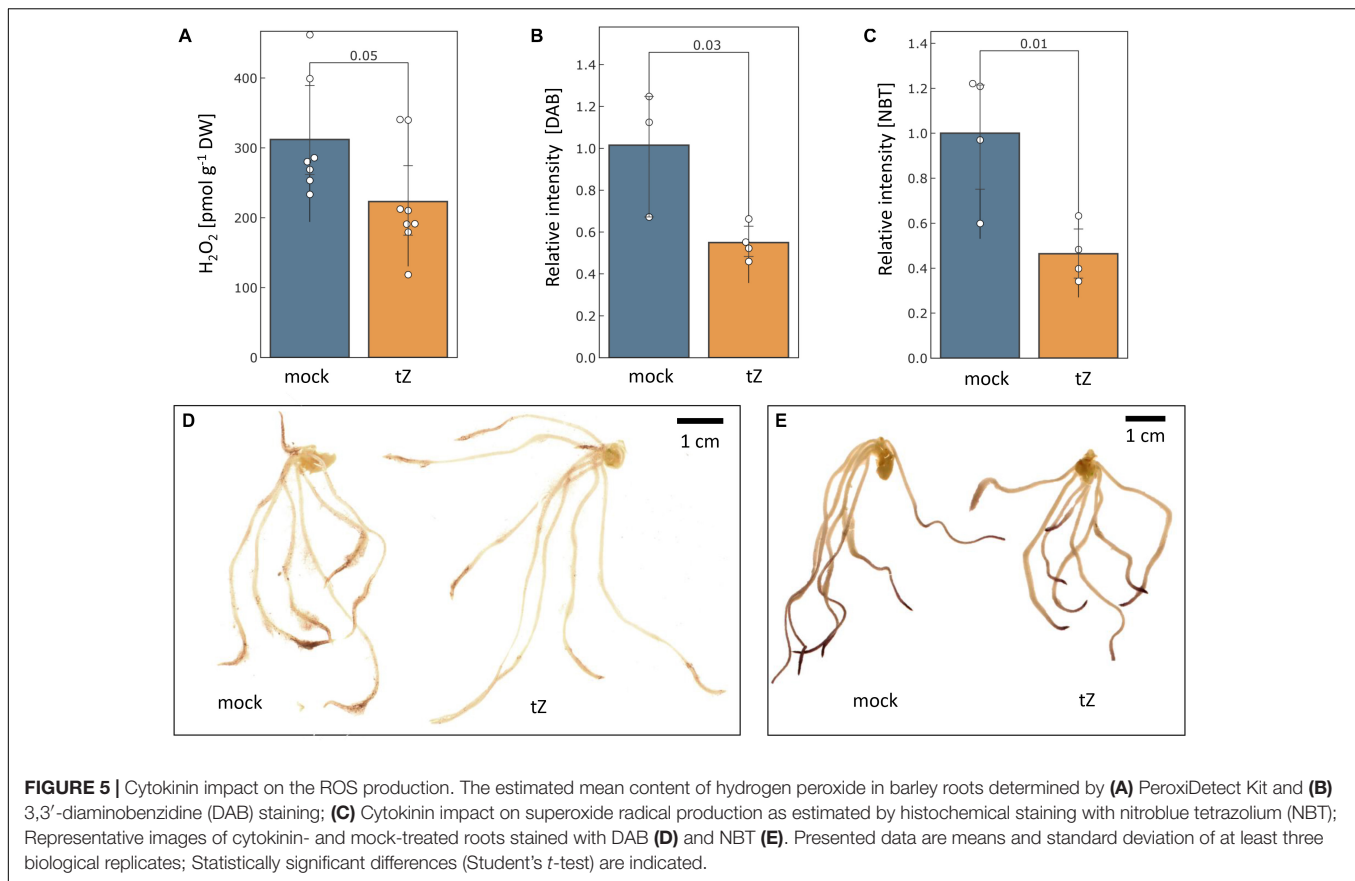 A
B
C
0.05
0.03
0.01
H₂O₂ [pmol g⁻¹ DW]
400
300
200
100
0
mock tZ
Relative intensity [DAB]
1.4
1.2
1.0
0.8
0.6
0.4
0.2
0.0
mock tZ
Relative intensity [NBT]
1.4
1.2
1.0
0.8
0.6
0.4
0.2
0.0
mock tZ
D
1 cm
mock
tZ
E
1 cm
mock
tZ
FIGURE 5 | Cytokinin impact on the ROS production. The estimated mean content of hydrogen peroxide in barley roots determined by (A) PeroxiDetect Kit and (B)
3,3′-diaminobenzidine (DAB) staining; (C) Cytokinin impact on superoxide radical production as estimated by histochemical staining with nitroblue tetrazolium (NBT);
Representative images of cytokinin- and mock-treated roots stained with DAB (D) and NBT (E). Presented data are means and standard deviation of at least three
biological replicates; Statistically significant differences (Student's t-test) are indicated.